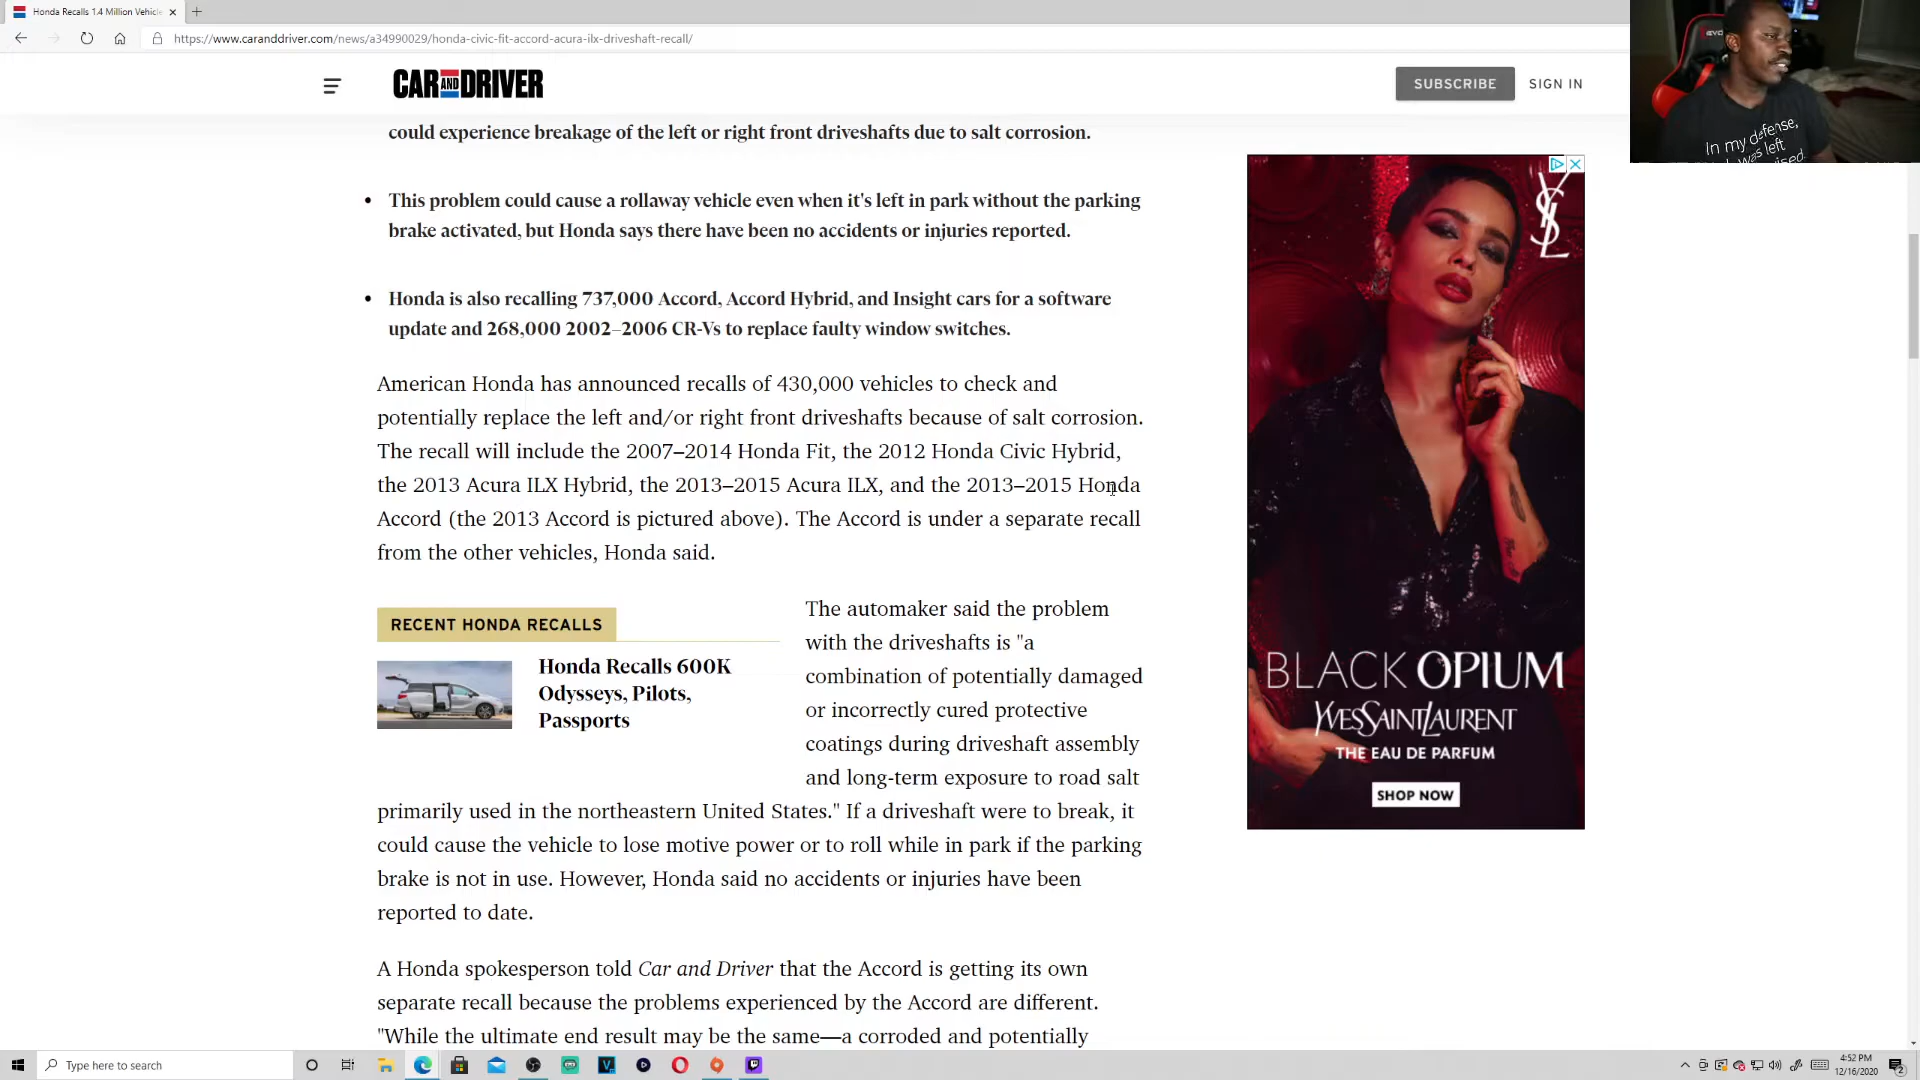 Honda Recalls 1.4 Million Vehicle
https://www.caranddriver.com/news/a34990029/honda-civic-fit-accord-acura-ilx-driveshaft-recall/
CAR AND DRIVER
SUBSCRIBE
SIGN IN
In my defense,
was left
could experience breakage of the left or right front driveshafts due to salt corrosion.
• This problem could cause a rollaway vehicle even when it's left in park without the parking
brake activated, but Honda says there have been no accidents or injuries reported.
• Honda is also recalling 737,000 Accord, Accord Hybrid, and Insight cars for a software
update and 268,000 2002–2006 CR-Vs to replace faulty window switches.
American Honda has announced recalls of 430,000 vehicles to check and
potentially replace the left and/or right front driveshafts because of salt corrosion.
The recall will include the 2007–2014 Honda Fit, the 2012 Honda Civic Hybrid,
the 2013 Acura ILX Hybrid, the 2013–2015 Acura ILX, and the 2013–2015 Honda
Accord (the 2013 Accord is pictured above). The Accord is under a separate recall
from the other vehicles, Honda said.
RECENT HONDA RECALLS
Honda Recalls 600K
Odysseys, Pilots,
Passports
The automaker said the problem
with the driveshafts is "a
combination of potentially damaged
or incorrectly cured protective
coatings during driveshaft assembly
and long-term exposure to road salt
primarily used in the northeastern United States." If a driveshaft were to break, it
could cause the vehicle to lose motive power or to roll while in park if the parking
brake is not in use. However, Honda said no accidents or injuries have been
reported to date.
A Honda spokesperson told Car and Driver that the Accord is getting its own
separate recall because the problems experienced by the Accord are different.
"While the ultimate end result may be the same—a corroded and potentially
YSL
BLACK OPIUM
YVESSAINTLAURENT
THE EAU DE PARFUM
SHOP NOW
Type here to search
4:52 PM
12/16/2020